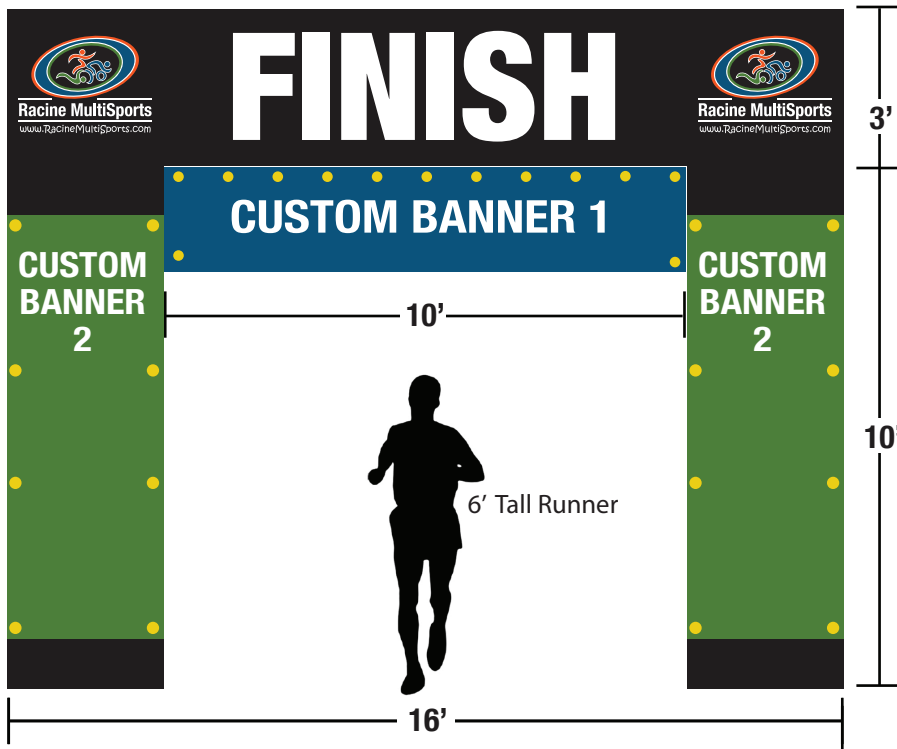 FINISH
Racine MultiSports
www.RacineMultiSports.com
Racine MultiSports
www.RacineMultiSports.com
3’
CUSTOM BANNER 1
CUSTOM
BANNER
2
CUSTOM
BANNER
2
10’
10’
6’ Tall Runner
16’